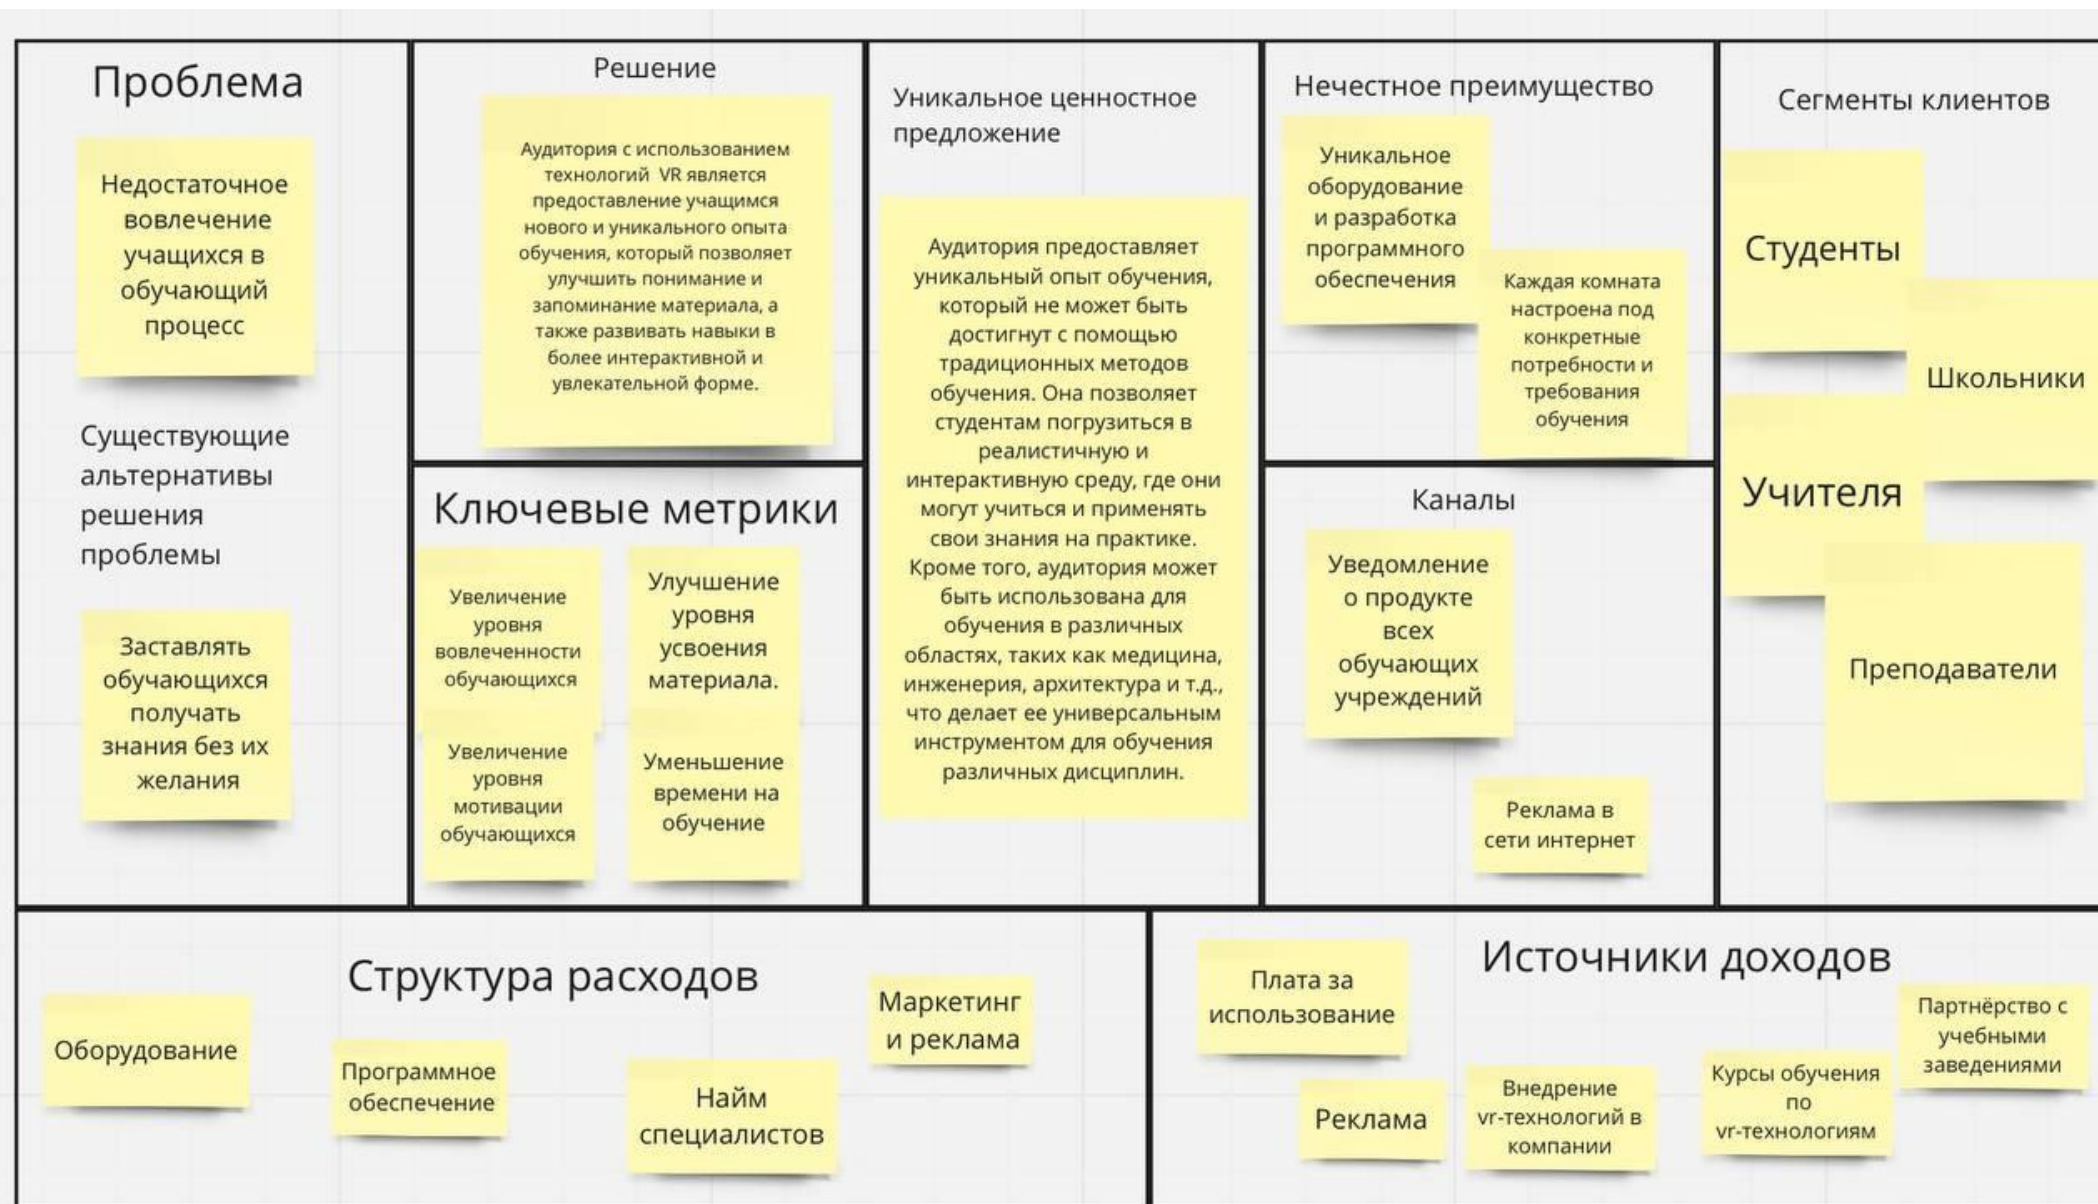 Проблема
Недостаточное
вовлечение
учащихся в
обучающий
процесс
Существующие
альтернативы
решения
проблемы
Заставлять
обучающихся
получать
знания без их
желания
Решение
Аудитория с использованием
технологий VR является
предоставление учащимся
нового и уникального опыта
обучения, который позволяет
улучшить понимание и
запоминание материала, а
также развивать навыки в
более интерактивной и
увлекательной форме.
Ключевые метрики
Увеличение
уровня
вовлеченности
обучающихся
Улучшение
уровня
усвоения
материала.
Увеличение
уровня
мотивации
обучающихся
Уменьшение
времени на
обучение
Уникальное ценностное
предложение
Аудитория предоставляет
уникальный опыт обучения,
который не может быть
достигнут с помощью
традиционных методов
обучения. Она позволяет
студентам погрузиться в
реалистичную и
интерактивную среду, где они
могут учиться и применять
свои знания на практике.
Кроме того, аудитория может
быть использована для
обучения в различных
областях, таких как медицина,
инженерия, архитектура и т.д.,
что делает ее универсальным
инструментом для обучения
различных дисциплин.
Нечестное преимущество
Уникальное
оборудование
и разработка
программного
обеспечения
Каждая комната
настроена под
конкретные
потребности и
требования
обучения
Каналы
Уведомление
о продукте
всех
обучающих
учреждений
Реклама в
сети интернет
Сегменты клиентов
Студенты
Школьники
Учителя
Преподаватели
Структура расходов
Оборудование
Программное
обеспечение
Найм
специалистов
Маркетинг
и реклама
Источники доходов
Плата за
использование
Реклама
Внедрение
vr-технологий в
компании
Курсы обучения
по
vr-технологиям
Партнёрство с
учебными
заведениями